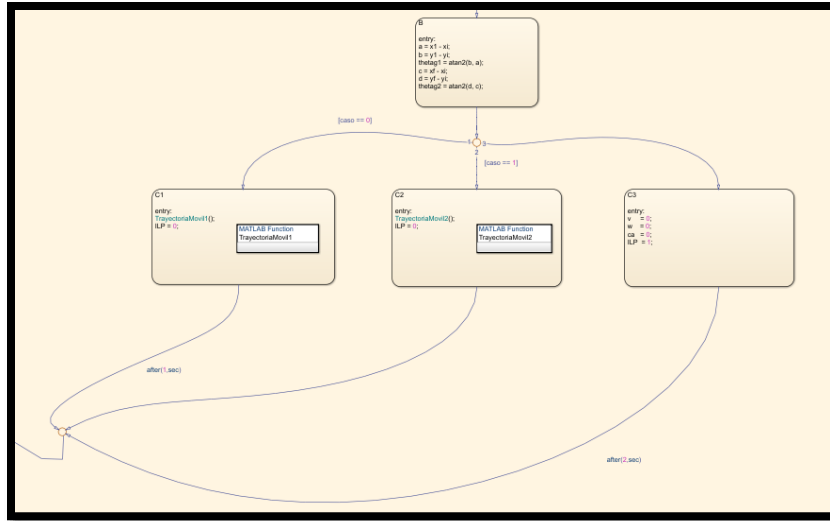 B
entry:
a = x1 - xi;
b = y1 - yi;
thetag1 = atan2(b, a);
c = xf - xi;
d = yf - yi;
thetag2 = atan2(d, c);
[caso == 0]
1
3
2
[caso == 1]
C1
entry:
TrayectoriaMovil1();
ILP = 0;
MATLAB Function
TrayectoriaMovil1
C2
entry:
TrayectoriaMovil2();
ILP = 0;
MATLAB Function
TrayectoriaMovil2
C3
entry:
v = 0;
w = 0;
ca = 0;
ILP = 1;
after(1,sec)
after(2,sec)